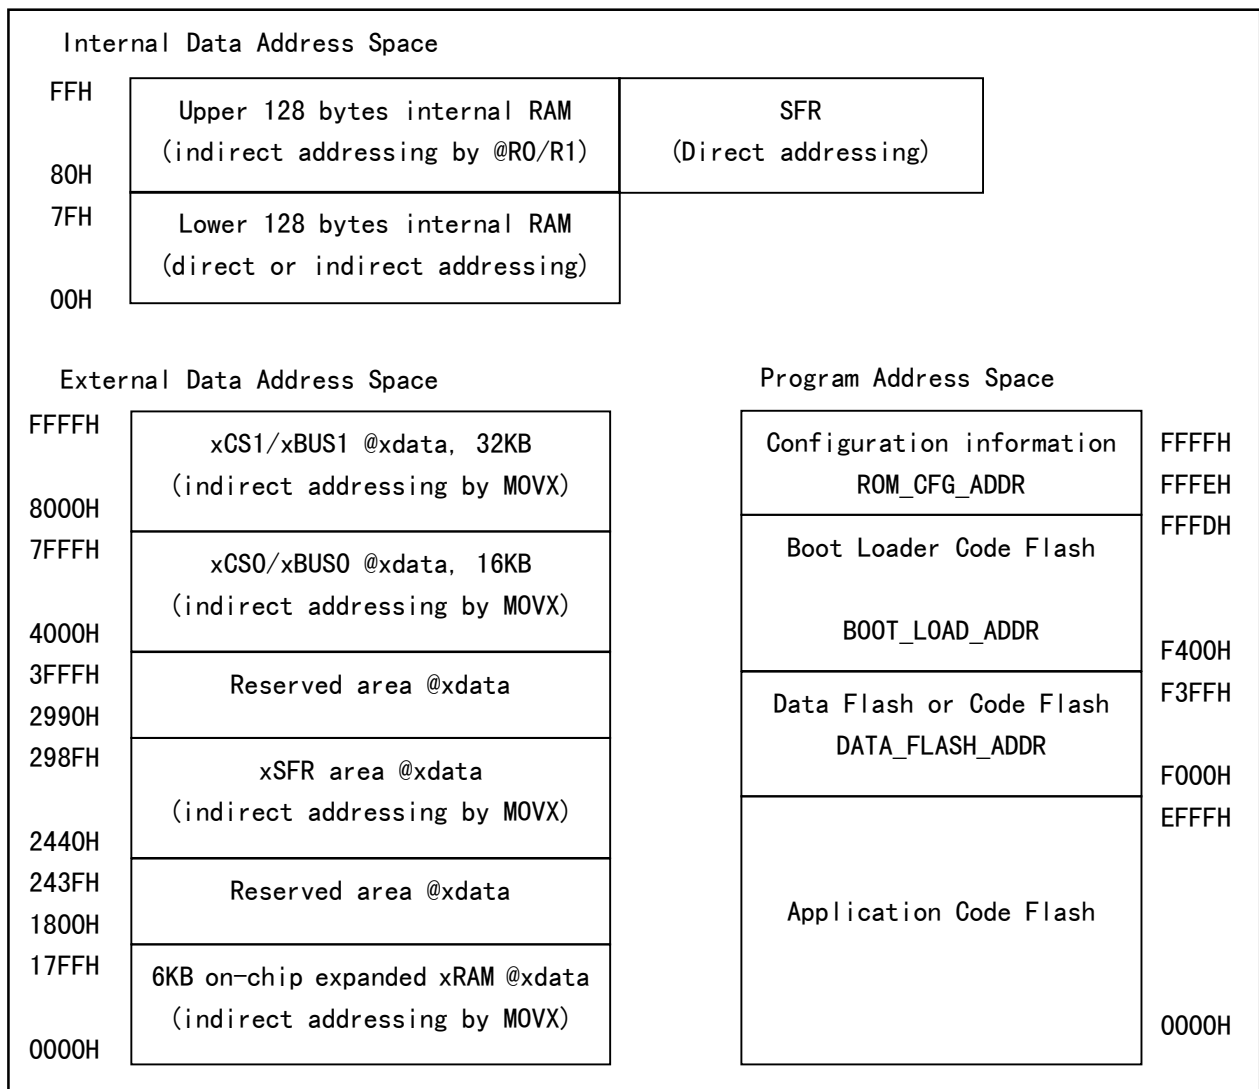 Internal Data Address Space
FFH
Upper 128 bytes internal RAM
(indirect addressing by @R0/R1)
80H
SFR
(Direct addressing)
7FH
Lower 128 bytes internal RAM
(direct or indirect addressing)
00H
External Data Address Space
FFFFH
xCS1/xBUS1 @xdata, 32KB
(indirect addressing by MOVX)
8000H
7FFFH
xCS0/xBUS0 @xdata, 16KB
(indirect addressing by MOVX)
4000H
3FFFH
Reserved area @xdata
2990H
298FH
xSFR area @xdata
(indirect addressing by MOVX)
2440H
243FH
Reserved area @xdata
1800H
17FFH
6KB on-chip expanded xRAM @xdata
(indirect addressing by MOVX)
0000H
Program Address Space
Configuration information
ROM_CFG_ADDR
FFFFH
FFFEH
FFFDH
Boot Loader Code Flash
BOOT_LOAD_ADDR
F400H
F3FFH
Data Flash or Code Flash
DATA_FLASH_ADDR
F000H
EFFFH
Application Code Flash
0000H